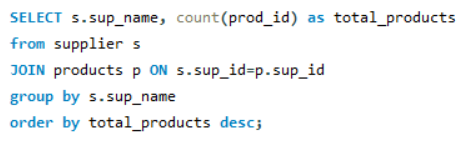 SELECT s.sup_name, count(prod_id) as total_products
from supplier s
JOIN products p ON s.sup_id=p.sup_id
group by s.sup_name
order by total_products desc;